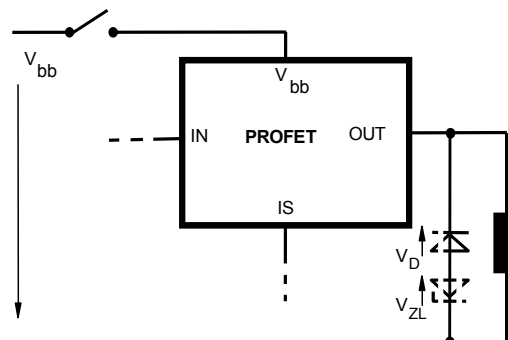 V bb
V bb
IN PROFET OUT
IS
V D
V ZL